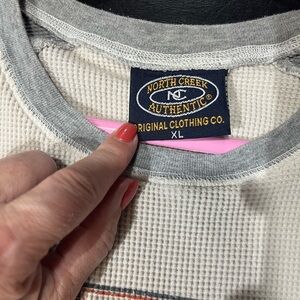 NORTH CREEK
NC
AUTHENTIC®
RIGINAL CLOTHING CO.
XL